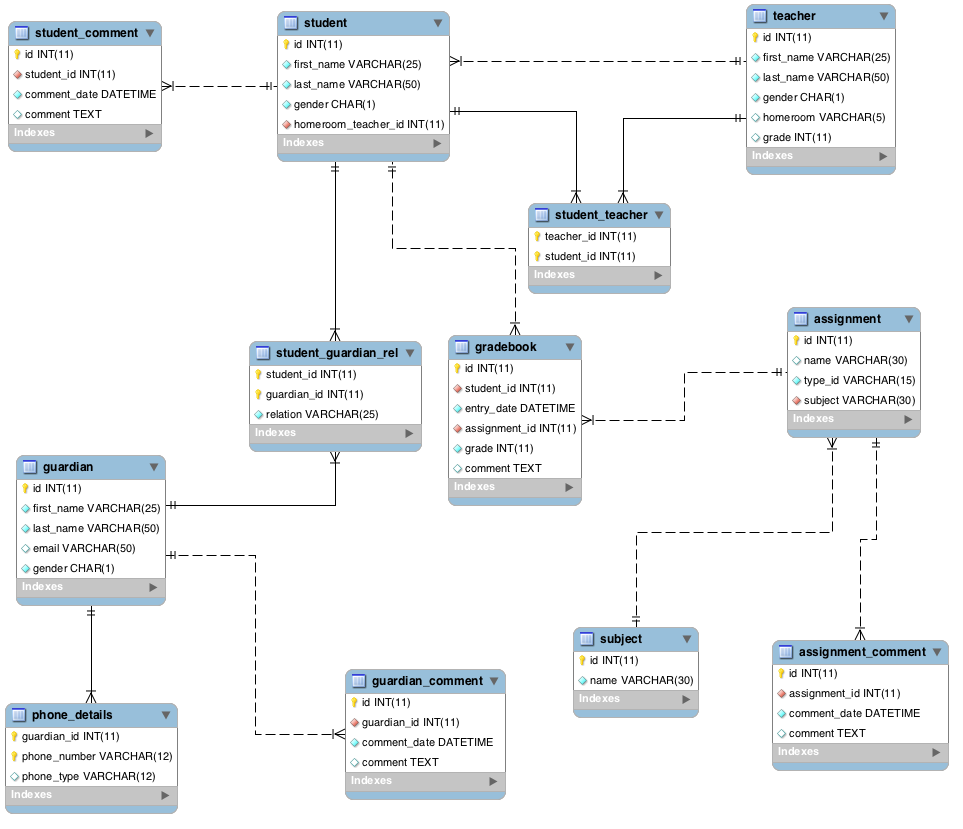 student_comment
id INT(11)
student_id INT(11)
comment_date DATETIME
comment TEXT
Indexes
student
id INT(11)
first_name VARCHAR(25)
last_name VARCHAR(50)
gender CHAR(1)
homeroom_teacher_id INT(11)
Indexes
teacher
id INT(11)
first_name VARCHAR(25)
last_name VARCHAR(50)
gender CHAR(1)
homeroom VARCHAR(5)
grade INT(11)
Indexes
student_teacher
teacher_id INT(11)
student_id INT(11)
Indexes
student_guardian_rel
student_id INT(11)
guardian_id INT(11)
relation VARCHAR(25)
Indexes
gradebook
id INT(11)
student_id INT(11)
entry_date DATETIME
assignment_id INT(11)
grade INT(11)
comment TEXT
Indexes
assignment
id INT(11)
name VARCHAR(30)
type_id VARCHAR(15)
subject VARCHAR(30)
Indexes
guardian
id INT(11)
first_name VARCHAR(25)
last_name VARCHAR(50)
email VARCHAR(50)
gender CHAR(1)
Indexes
phone_details
guardian_id INT(11)
phone_number VARCHAR(12)
phone_type VARCHAR(12)
Indexes
guardian_comment
id INT(11)
guardian_id INT(11)
comment_date DATETIME
comment TEXT
Indexes
subject
id INT(11)
name VARCHAR(30)
Indexes
assignment_comment
id INT(11)
assignment_id INT(11)
comment_date DATETIME
comment TEXT
Indexes